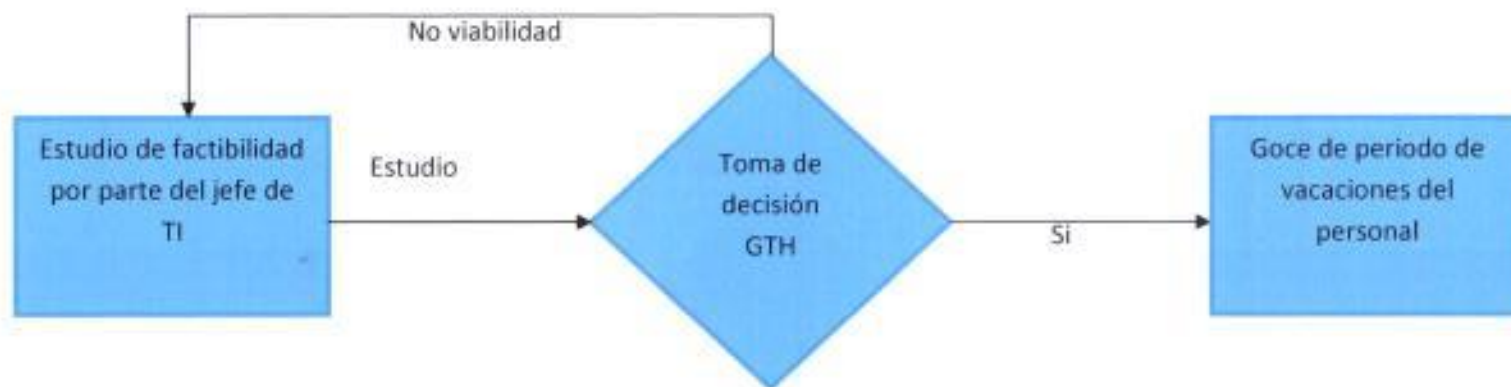 No viabilidad
Estudio de factibilidad
por parte del jefe de
TI
Estudio
Toma de
decisión
GTH
Si
Goce de periodo de
vacaciones del
personal